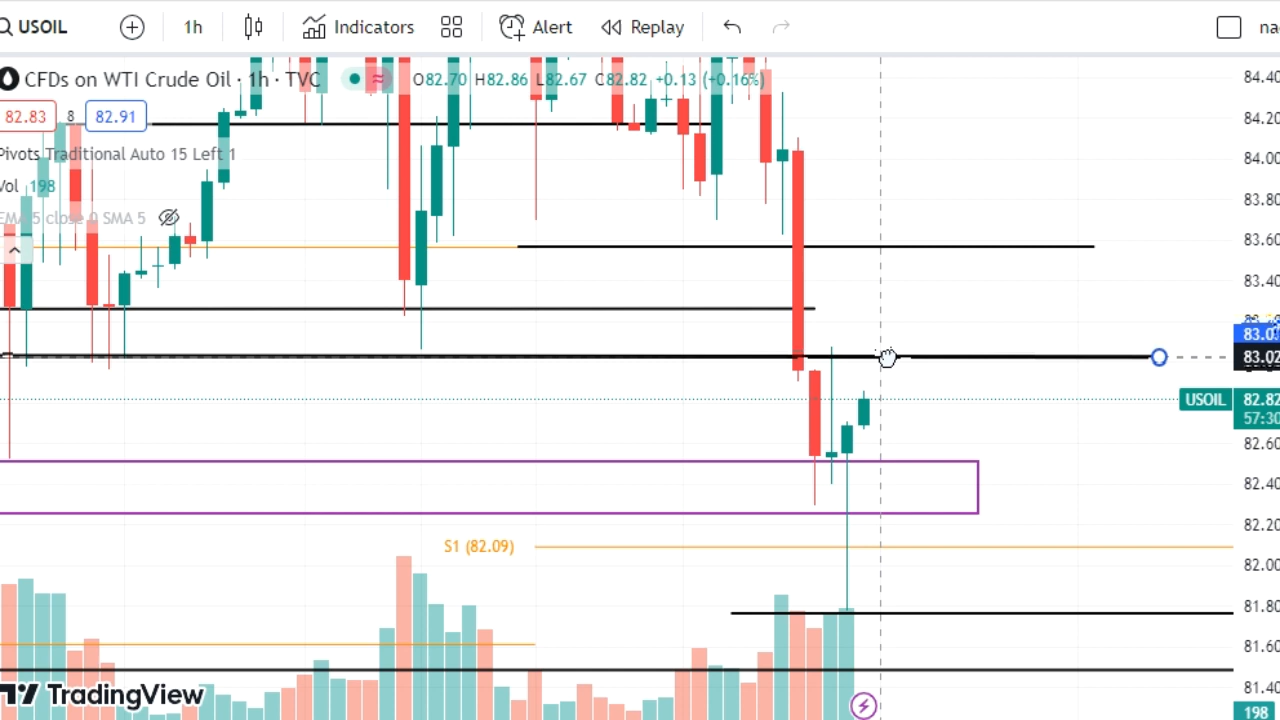 USOIL 1h Indicators Alert Replay na
CFDs on WTI Crude Oil · 1h · TVC O82.70 H82.86 L82.67 C82.82 +0.13 (+0.16%)
82.83 8 82.91
Pivots Traditional Auto 15 Left 1
Vol 198
EMA 5 close 0 SMA 5
84.40
84.20
84.00
83.80
83.60
83.40
83.02
USOIL 82.82
57:30
82.60
82.40
82.20
S1 (82.09)
82.00
81.80
81.60
81.40
TradingView
198